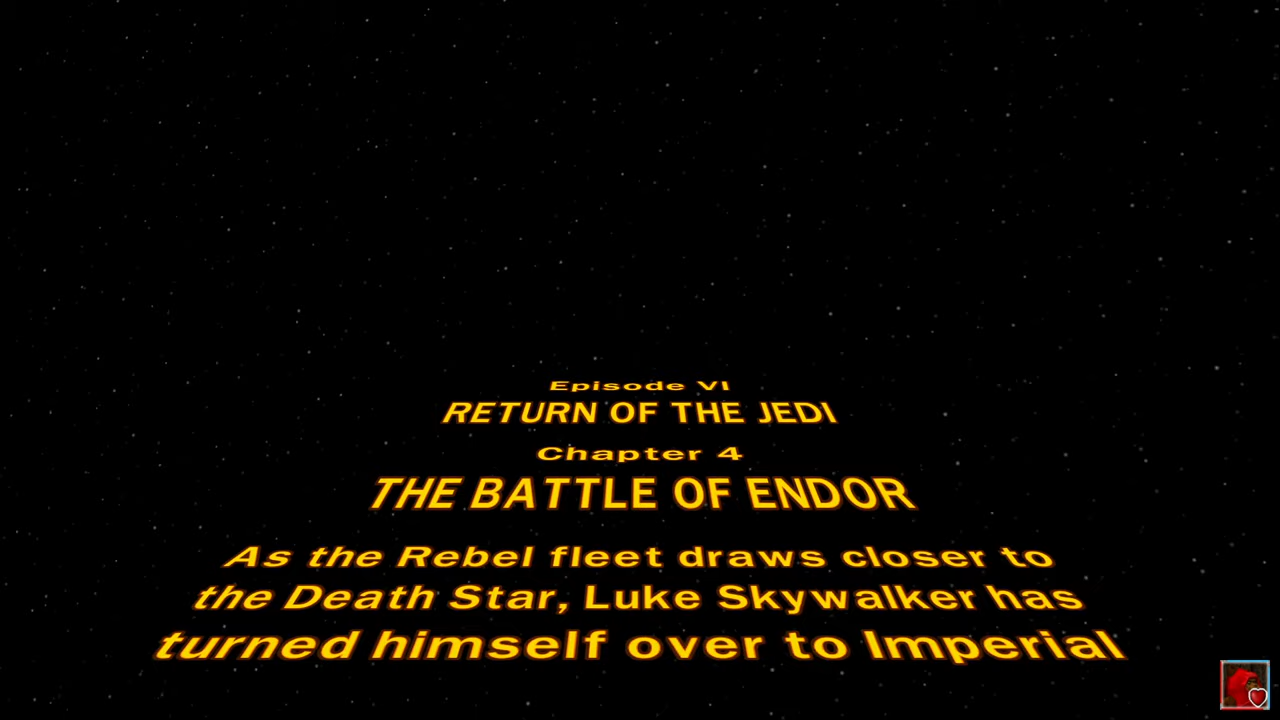 Episode VI
RETURN OF THE JEDI
Chapter 4
THE BATTLE OF ENDOR
As the Rebel fleet draws closer to
the Death Star, Luke Skywalker has
turned himself over to Imperial